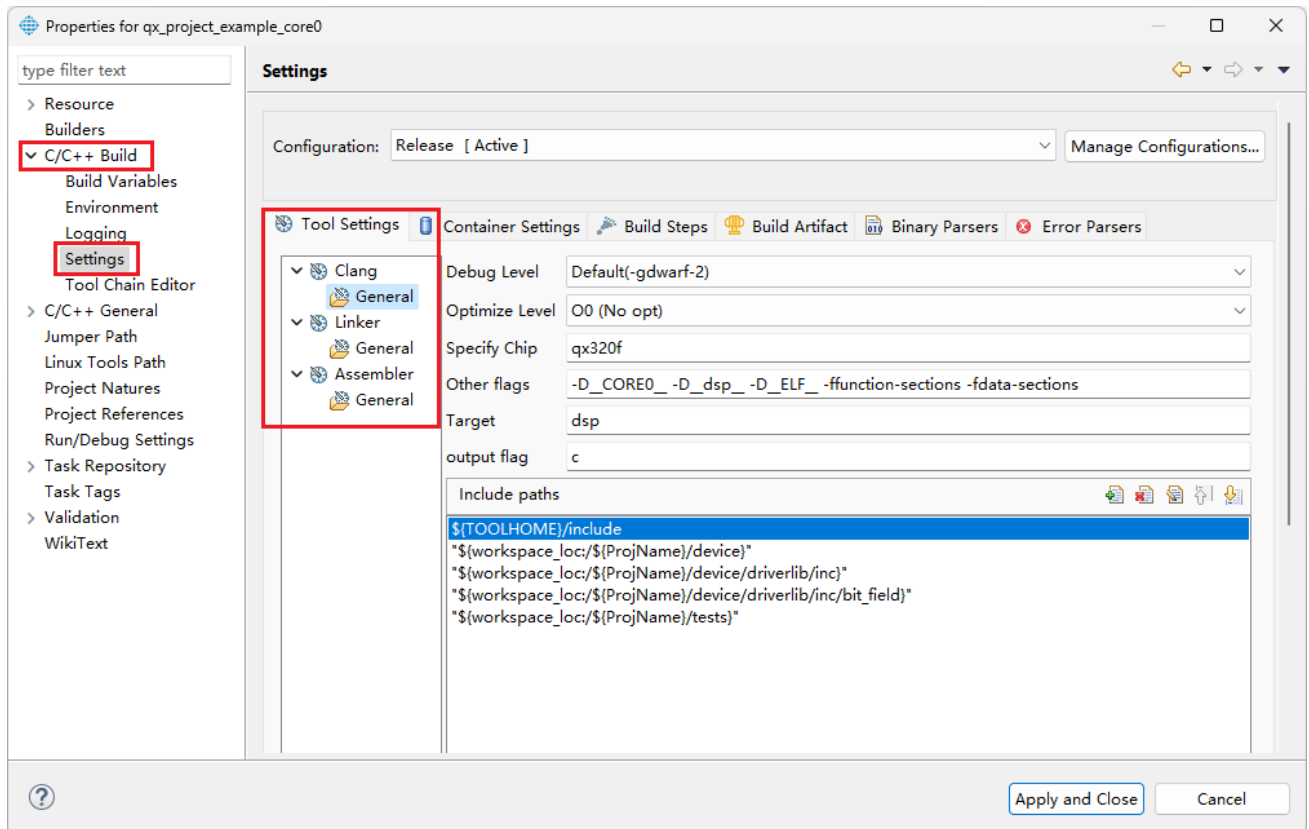 Properties for qx_project_example_core0
type filter text
Resource
Builders
C/C++ Build
Build Variables
Environment
Logging
Settings
Tool Chain Editor
C/C++ General
Jumper Path
Linux Tools Path
Project Natures
Project References
Run/Debug Settings
Task Repository
Task Tags
Validation
WikiText
Settings
Configuration: Release [ Active ] Manage Configurations...
Tool Settings Container Settings Build Steps Build Artifact Binary Parsers Error Parsers
Clang
General
Linker
General
Assembler
General
Debug Level Default(-gdwarf-2)
Optimize Level O0 (No opt)
Specify Chip qx320f
Other flags -D__CORE0__ -D__dsp__ -D__ELF__ -ffunction-sections -fdata-sections
Target dsp
output flag c
Include paths
${TOOLHOME}/include
"${workspace_loc:/${ProjName}/device}"
"${workspace_loc:/${ProjName}/device/driverlib/inc}"
"${workspace_loc:/${ProjName}/device/driverlib/inc/bit_field}"
"${workspace_loc:/${ProjName}/tests}"
Apply and Close Cancel